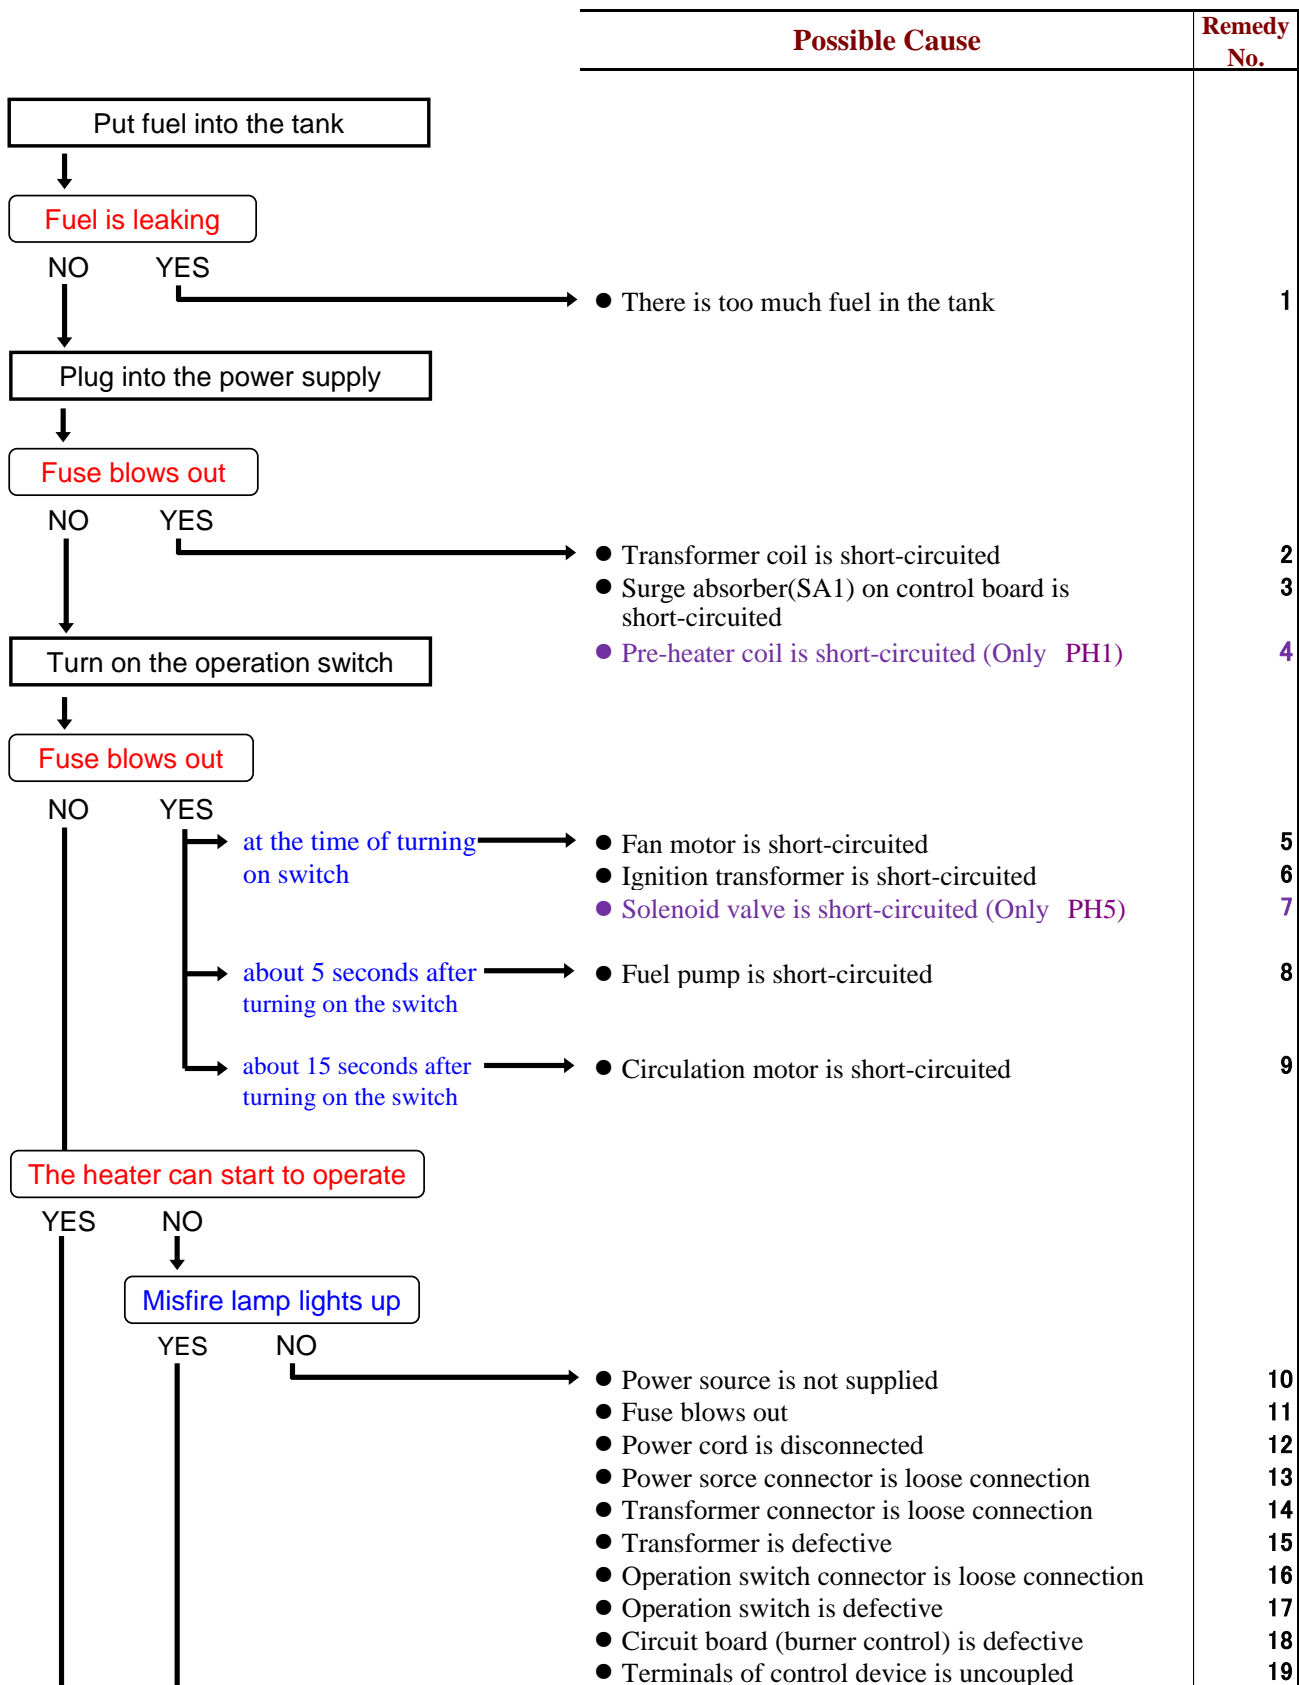 Possible Cause
Remedy
No.
Put fuel into the tank
Fuel is leaking
NO YES
● There is too much fuel in the tank 1
Plug into the power supply
Fuse blows out
NO YES
● Transformer coil is short-circuited 2
● Surge absorber(SA1) on control board is 3
short-circuited
● Pre-heater coil is short-circuited (Only PH1) 4
Turn on the operation switch
Fuse blows out
NO YES
at the time of turning
on switch
● Fan motor is short-circuited 5
● Ignition transformer is short-circuited 6
● Solenoid valve is short-circuited (Only PH5) 7
about 5 seconds after
turning on the switch
● Fuel pump is short-circuited 8
about 15 seconds after
turning on the switch
● Circulation motor is short-circuited 9
The heater can start to operate
YES NO
Misfire lamp lights up
YES NO
● Power source is not supplied 10
● Fuse blows out 11
● Power cord is disconnected 12
● Power sorce connector is loose connection 13
● Transformer connector is loose connection 14
● Transformer is defective 15
● Operation switch connector is loose connection 16
● Operation switch is defective 17
● Circuit board (burner control) is defective 18
● Terminals of control device is uncoupled 19